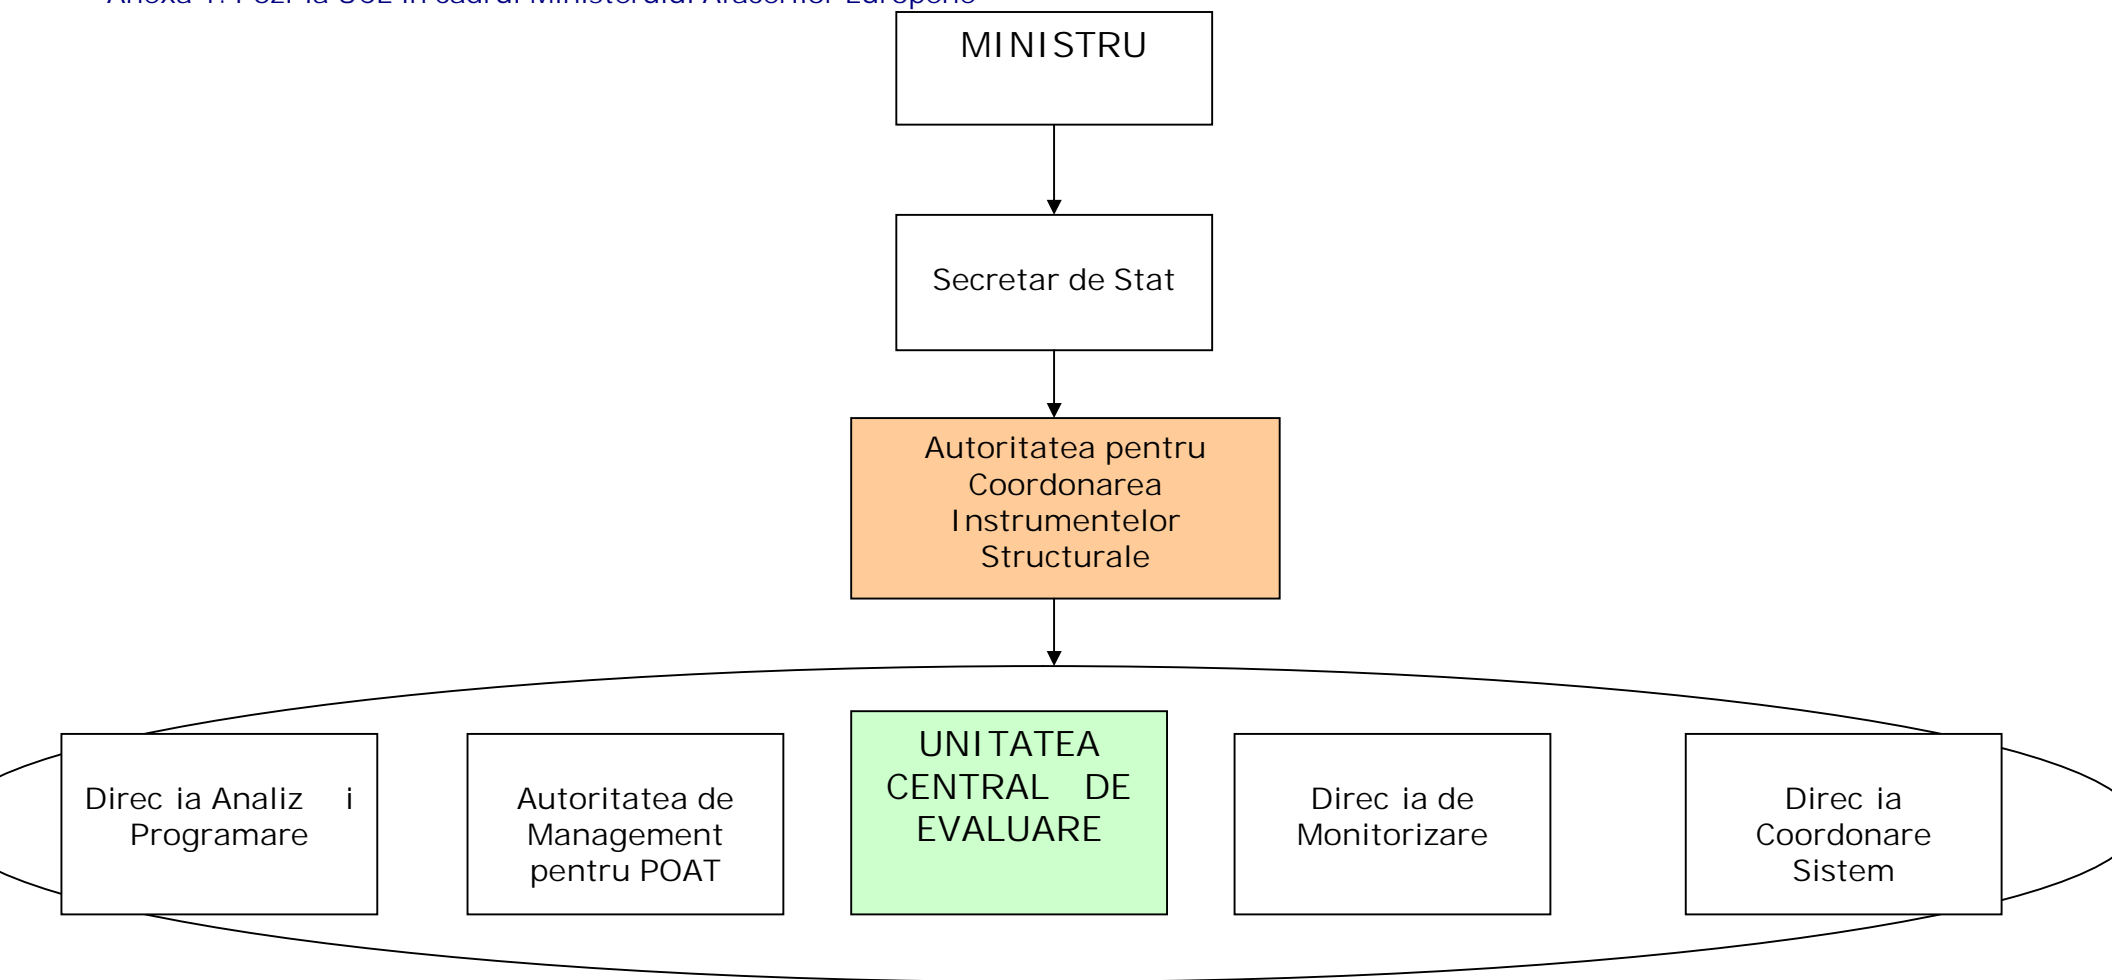 MINISTRU
Secretar de Stat
Autoritatea pentru
Coordonarea
Instrumentelor
Structurale
Direc ia Analiz i
Programare
Autoritatea de
Management
pentru POAT
UNITATEA
CENTRAL DE
EVALUARE
Direc ia de
Monitorizare
Direc ia
Coordonare
Sistem